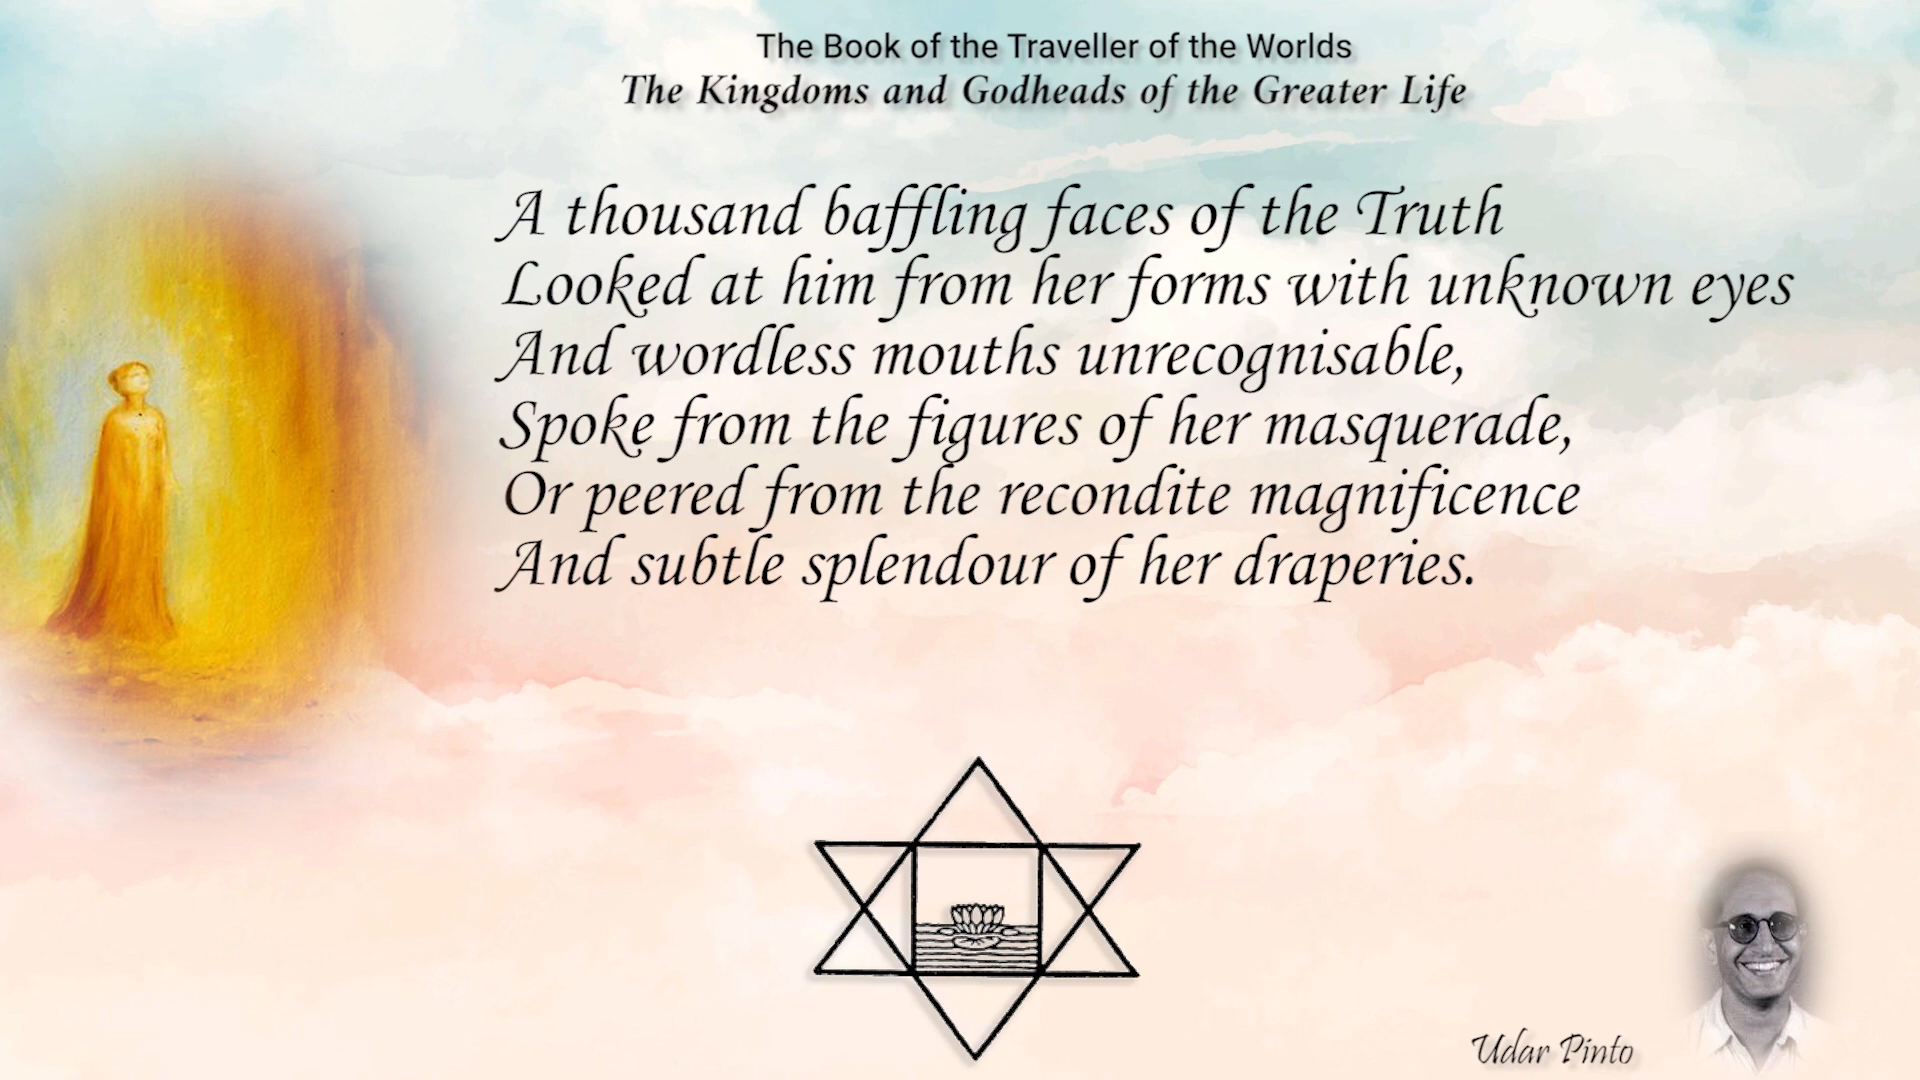 The Book of the Traveller of the Worlds
The Kingdoms and Godheads of the Greater Life
A thousand baffling faces of the Truth
Looked at him from her forms with unknown eyes
And wordless mouths unrecognisable,
Spoke from the figures of her masquerade,
Or peered from the recondite magnificence
And subtle splendour of her draperies.
Udar Pinto